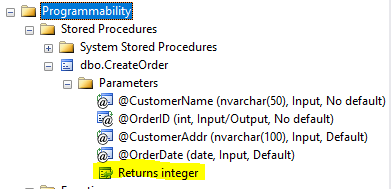 Programmability
Stored Procedures
System Stored Procedures
dbo.CreateOrder
Parameters
@CustomerName (nvarchar(50), Input, No default)
@OrderID (int, Input/Output, No default)
@CustomerAddr (nvarchar(100), Input, Default)
@OrderDate (date, Input, Default)
Returns integer